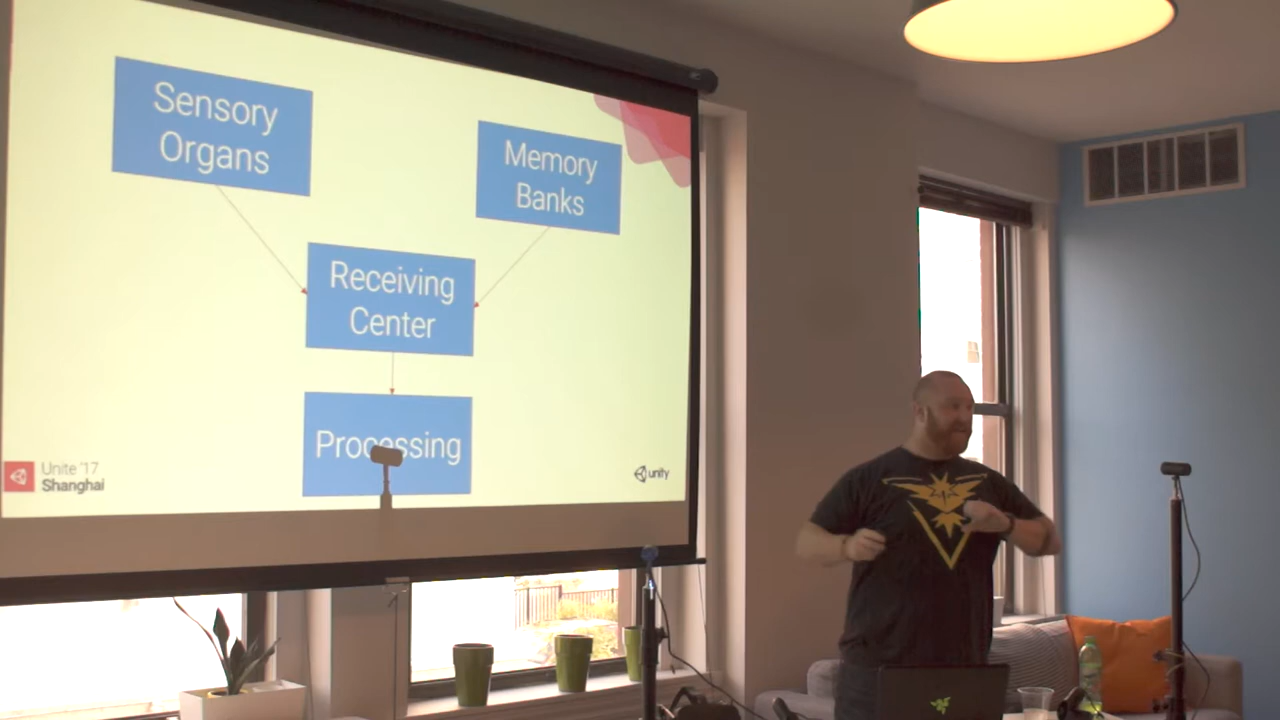 Sensory
Organs
Memory
Banks
Receiving
Center
Processing
Unite '17
Shanghai
unity